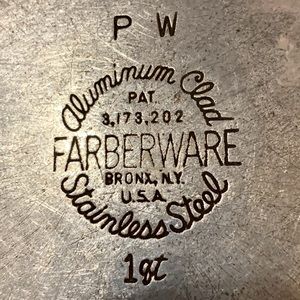 P W
Aluminum Clad
PAT.
3,173,202
FARBERWARE
BRONX, N.Y.
U.S.A.
Stainless Steel
1qt